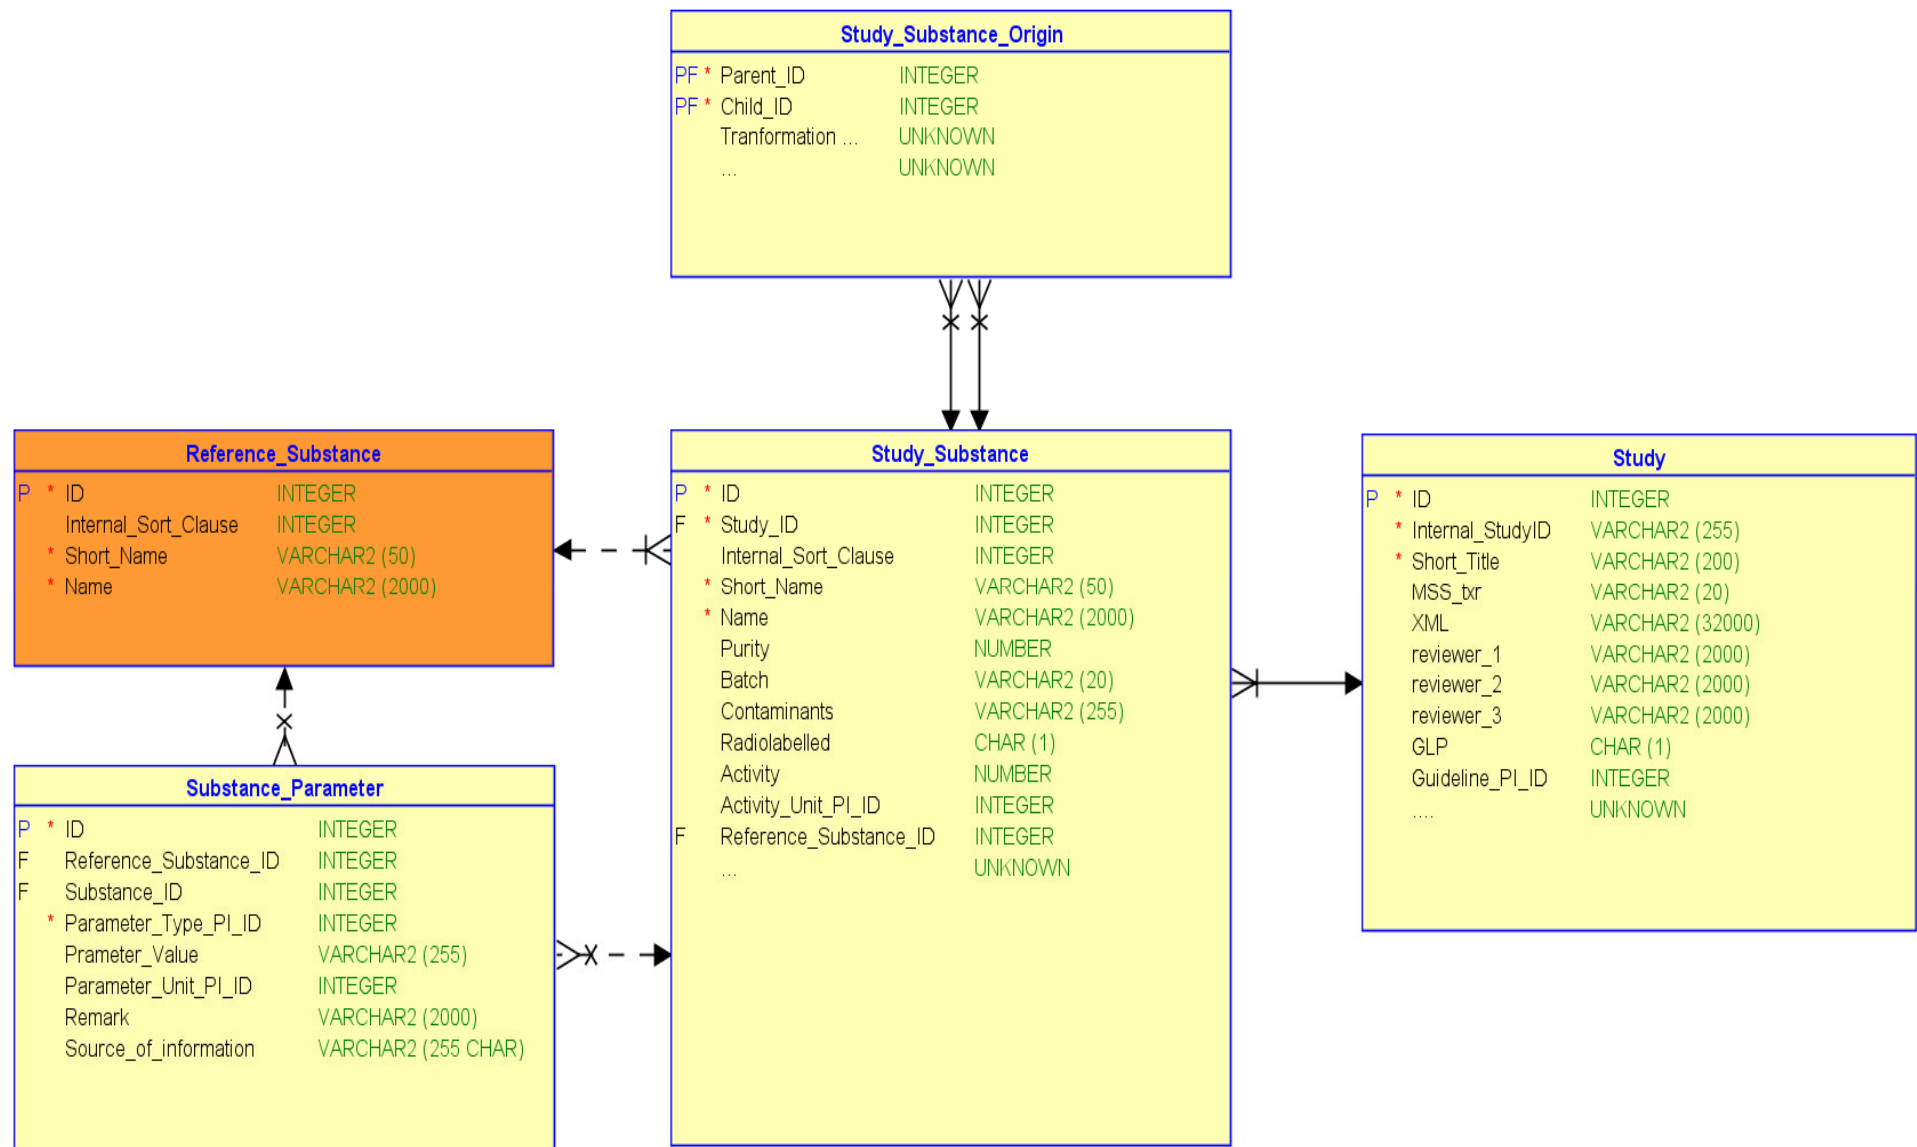 Study_Substance_Origin
PF * Parent_ID INTEGER
PF * Child_ID INTEGER
Tranformation ... UNKNOWN
... UNKNOWN
Reference_Substance
P * ID INTEGER
Internal_Sort_Clause INTEGER
* Short_Name VARCHAR2 (50)
* Name VARCHAR2 (2000)
Study_Substance
P * ID INTEGER
F * Study_ID INTEGER
Internal_Sort_Clause INTEGER
* Short_Name VARCHAR2 (50)
* Name VARCHAR2 (2000)
Purity NUMBER
Batch VARCHAR2 (20)
Contaminants VARCHAR2 (255)
Radiolabelled CHAR (1)
Activity NUMBER
Activity_Unit_PI_ID INTEGER
F Reference_Substance_ID INTEGER
... UNKNOWN
Study
P * ID INTEGER
* Internal_StudyID VARCHAR2 (255)
* Short_Title VARCHAR2 (200)
MSS_txr VARCHAR2 (20)
XML VARCHAR2 (32000)
reviewer_1 VARCHAR2 (2000)
reviewer_2 VARCHAR2 (2000)
reviewer_3 VARCHAR2 (2000)
GLP CHAR (1)
Guideline_PI_ID INTEGER
.... UNKNOWN
Substance_Parameter
P * ID INTEGER
F Reference_Substance_ID INTEGER
F Substance_ID INTEGER
* Parameter_Type_PI_ID INTEGER
Prameter_Value VARCHAR2 (255)
Parameter_Unit_PI_ID INTEGER
Remark VARCHAR2 (2000)
Source_of_information VARCHAR2 (255 CHAR)